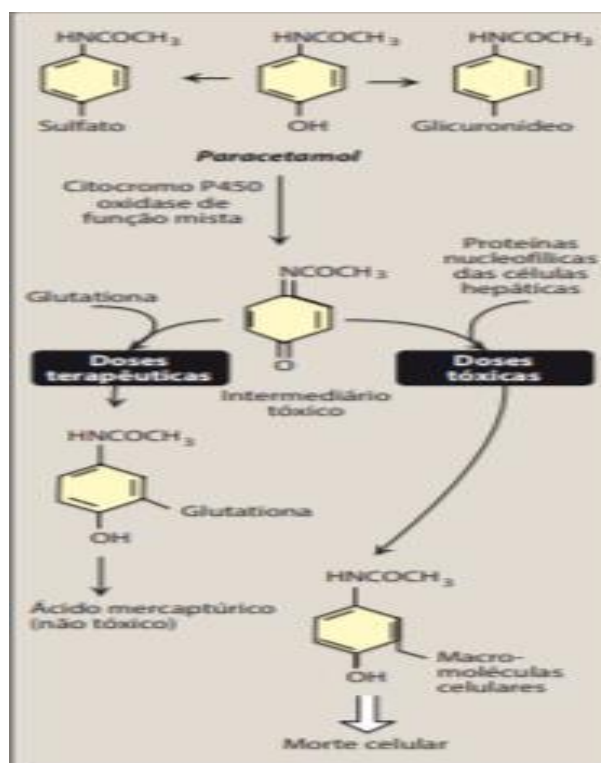 HNCOCH3 HNCOCH3 HNCOCH3
Sulfato OH Glicuronídeo
Paracetamol
Citocromo P450
oxidase de
função mista
Proteínas
nucleofílicas
das células
hepáticas
Glutationa
NCOCH3
O
Doses
terapêuticas
Doses
tóxicas
Intermediário
tóxico
HNCOCH3
Glutationa
OH
Ácido mercaptúrico
(não tóxico)
HNCOCH3
OH
Macro-
moléculas
celulares
Morte celular